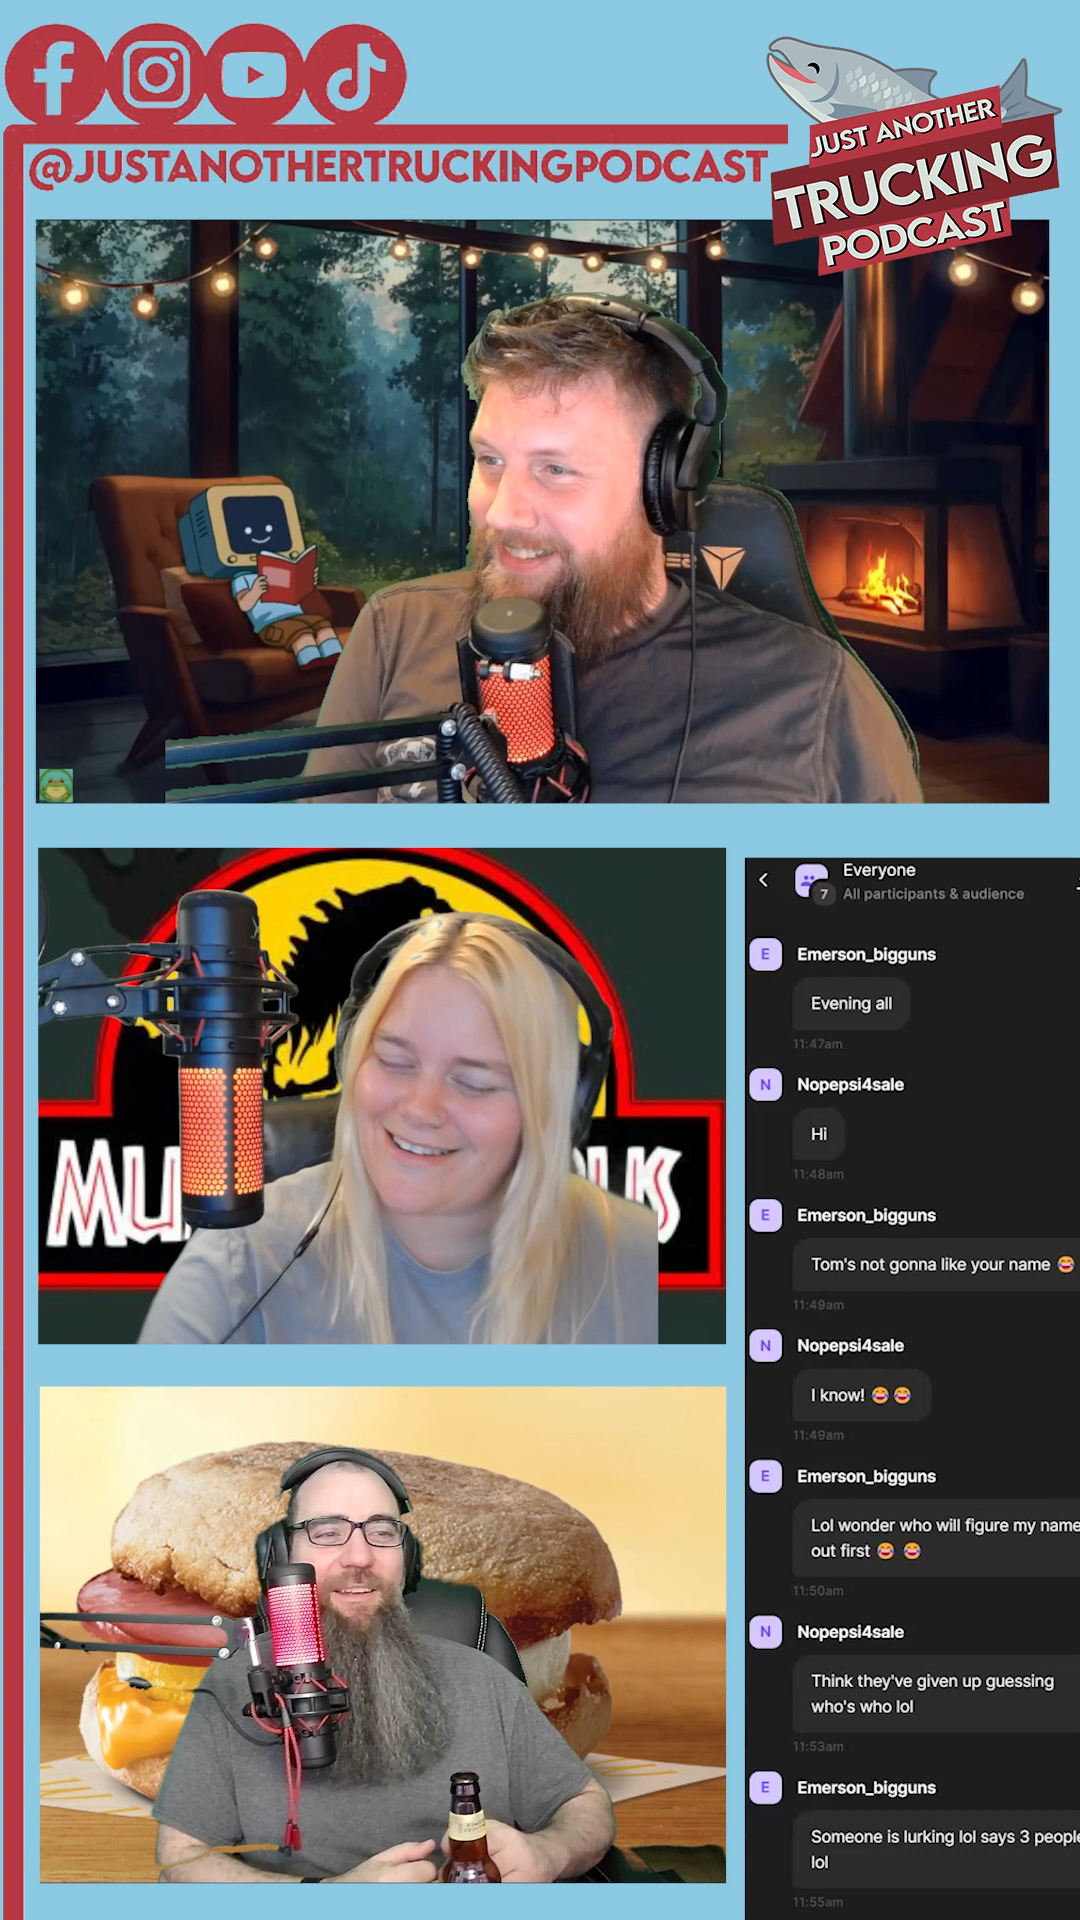 @JUSTANOTHERTRUCKINGPODCAST
JUST ANOTHER
TRUCKING
PODCAST
Everyone
7
All participants & audience
E
Emerson_bigguns
Evening all
11:47am
N
Nopepsi4sale
Hi
11:48am
E
Emerson_bigguns
Tom's not gonna like your name 😂
11:49am
N
Nopepsi4sale
I know! 😂 😂
11:49am
E
Emerson_bigguns
Lol wonder who will figure my name
out first 😂 😂
11:50am
N
Nopepsi4sale
Think they've given up guessing
who's who lol
11:53am
E
Emerson_bigguns
Someone is lurking lol says 3 people
lol
11:55am